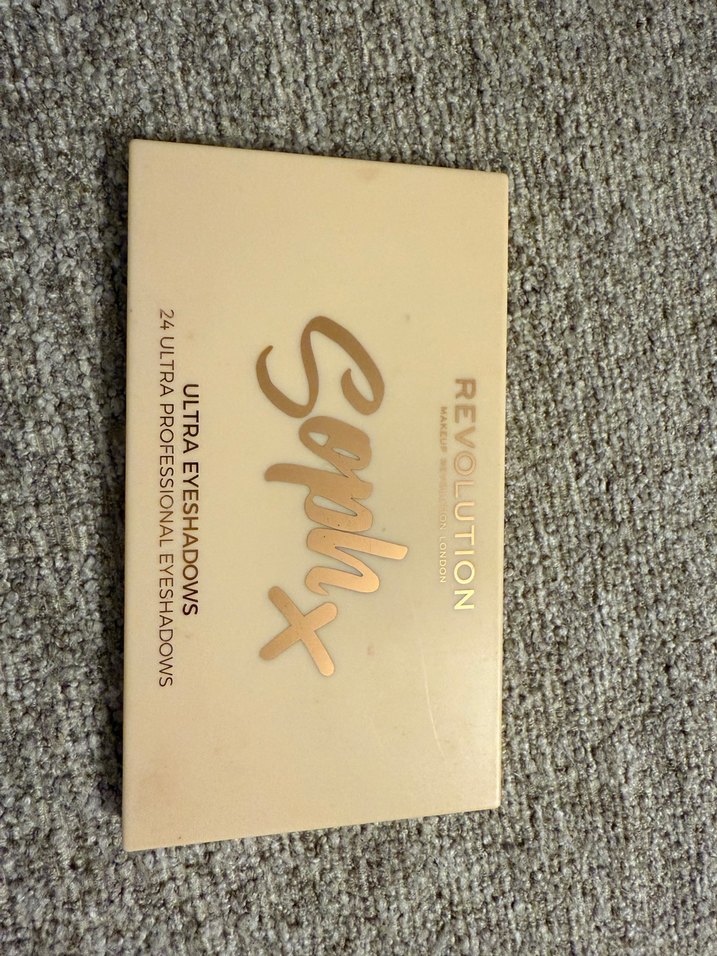 REVOLUTION
MAKEUP REVOLUTION LONDON
Soph x
ULTRA EYESHADOWS
24 ULTRA PROFESSIONAL EYESHADOWS